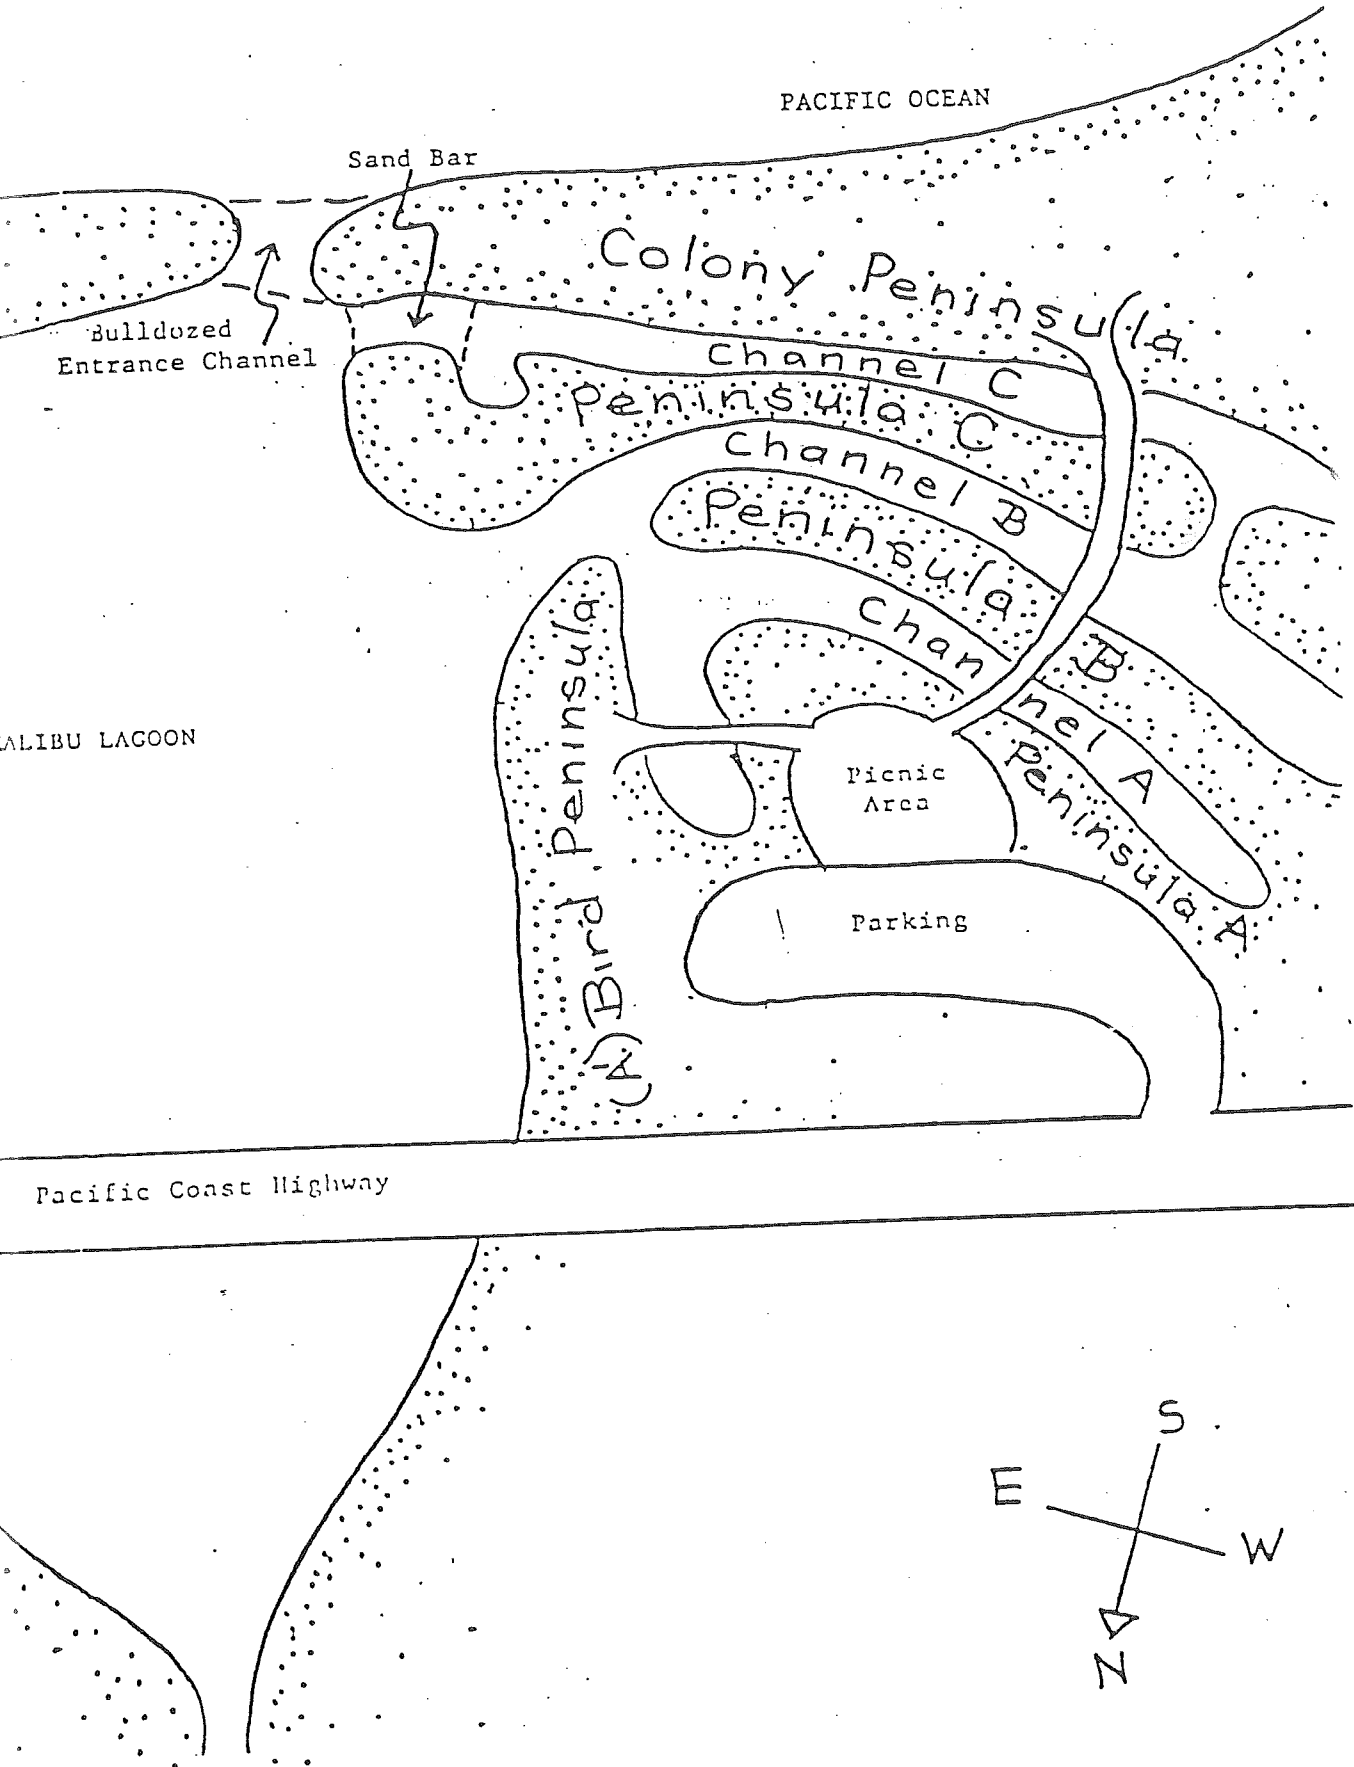 PACIFIC OCEAN
Sand Bar
Colony Peninsula
Bulldozed
Entrance Channel
Channel C
Peninsula C
Channel B
Peninsula B
Channel A
(A) Bird Peninsula
ALIBU LAGOON
Picnic
Area
Peninsula A
Parking
Pacific Coast Highway
S
E
W
N